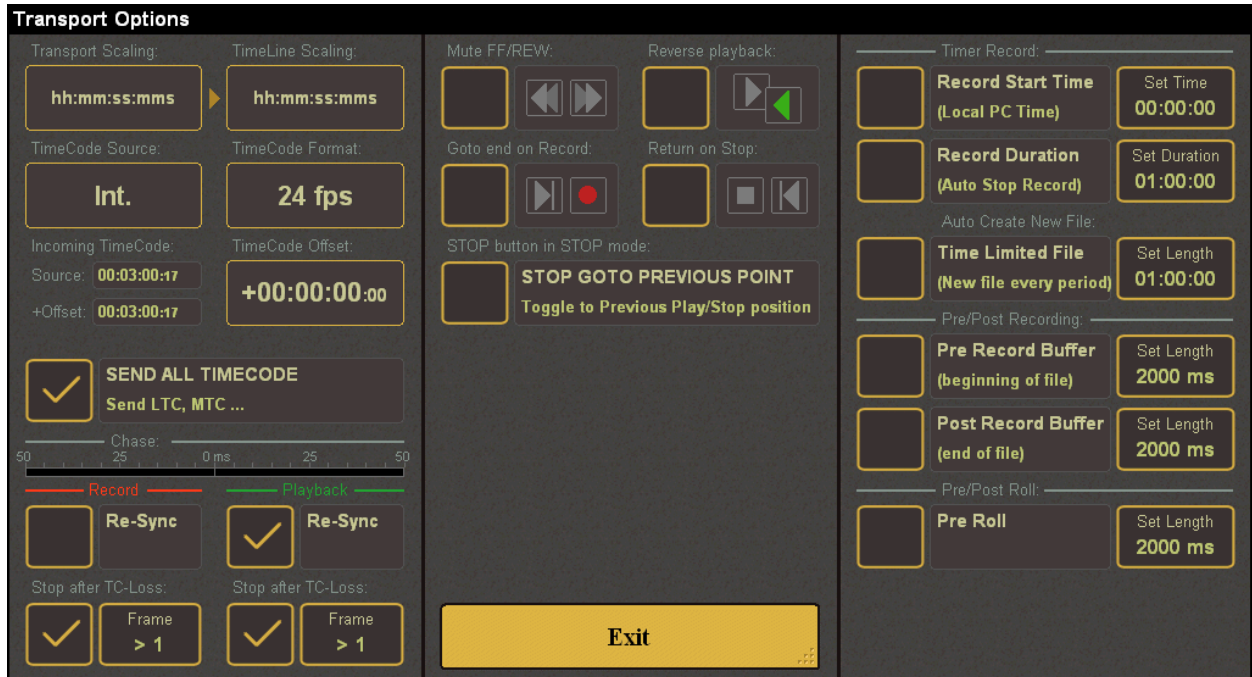 Transport Options
Transport Scaling:
TimeLine Scaling:
hh:mm:ss:mms
hh:mm:ss:mms
TimeCode Source:
TimeCode Format:
Int.
24 fps
Incoming TimeCode:
TimeCode Offset:
Source: 00:03:00:17
+Offset: 00:03:00:17
+00:00:00:00
SEND ALL TIMECODE
Send LTC, MTC ...
Chase:
50 25 0 ms 25 50
Record
Playback
Re-Sync
Re-Sync
Stop after TC-Loss:
Stop after TC-Loss:
Frame
> 1
Frame
> 1
Mute FF/REW:
Reverse playback:
Goto end on Record:
Return on Stop:
STOP button in STOP mode:
STOP GOTO PREVIOUS POINT
Toggle to Previous Play/Stop position
Exit
Timer Record:
Record Start Time
(Local PC Time)
Set Time
00:00:00
Record Duration
(Auto Stop Record)
Set Duration
01:00:00
Auto Create New File:
Time Limited File
(New file every period)
Set Length
01:00:00
Pre/Post Recording:
Pre Record Buffer
(beginning of file)
Set Length
2000 ms
Post Record Buffer
(end of file)
Set Length
2000 ms
Pre/Post Roll:
Pre Roll
Set Length
2000 ms